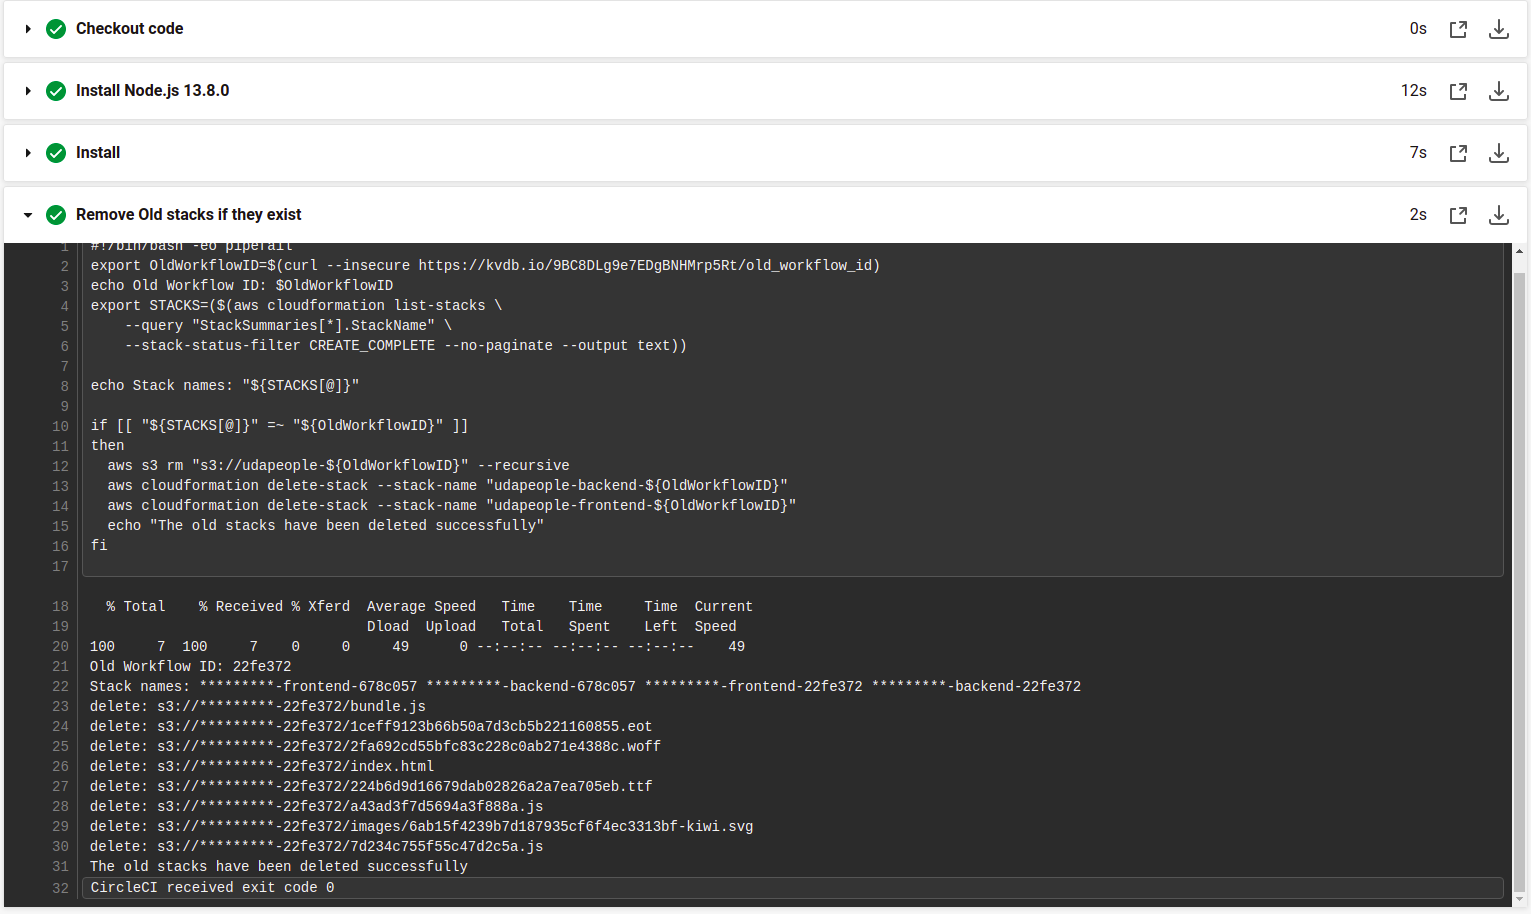 Checkout code 0s
Install Node.js 13.8.0 12s
Install 7s
Remove Old stacks if they exist 2s
1 #!/bin/bash -eo pipefail
2 export OldWorkflowID=$(curl --insecure https://kvdb.io/9BC8DLg9e7EDgBNHMrp5Rt/old_workflow_id)
3 echo Old Workflow ID: $OldWorkflowID
4 export STACKS=($(aws cloudformation list-stacks \
5     --query "StackSummaries[*].StackName" \
6     --stack-status-filter CREATE_COMPLETE --no-paginate --output text))
7
8 echo Stack names: "${STACKS[@]}"
9
10 if [[ "${STACKS[@]}" =~ "${OldWorkflowID}" ]]
11 then
12   aws s3 rm "s3://udapeople-${OldWorkflowID}" --recursive
13   aws cloudformation delete-stack --stack-name "udapeople-backend-${OldWorkflowID}"
14   aws cloudformation delete-stack --stack-name "udapeople-frontend-${OldWorkflowID}"
15   echo "The old stacks have been deleted successfully"
16 fi
17
18   % Total    % Received % Xferd  Average Speed   Time    Time     Time  Current
19                                  Dload  Upload   Total   Spent    Left  Speed
20 100     7  100     7    0     0     49      0 --:--:-- --:--:-- --:--:--    49
21 Old Workflow ID: 22fe372
22 Stack names: *********-frontend-678c057 *********-backend-678c057 *********-frontend-22fe372 *********-backend-22fe372
23 delete: s3://*********-22fe372/bundle.js
24 delete: s3://*********-22fe372/1ceff9123b66b50a7d3cb5b221160855.eot
25 delete: s3://*********-22fe372/2fa692cd55bfc83c228c0ab271e4388c.woff
26 delete: s3://*********-22fe372/index.html
27 delete: s3://*********-22fe372/224b6d9d16679dab02826a2a7ea705eb.ttf
28 delete: s3://*********-22fe372/a43ad3f7d5694a3f888a.js
29 delete: s3://*********-22fe372/images/6ab15f4239b7d187935cf6f4ec3313bf-kiwi.svg
30 delete: s3://*********-22fe372/7d234c755f55c47d2c5a.js
31 The old stacks have been deleted successfully
32 CircleCI received exit code 0